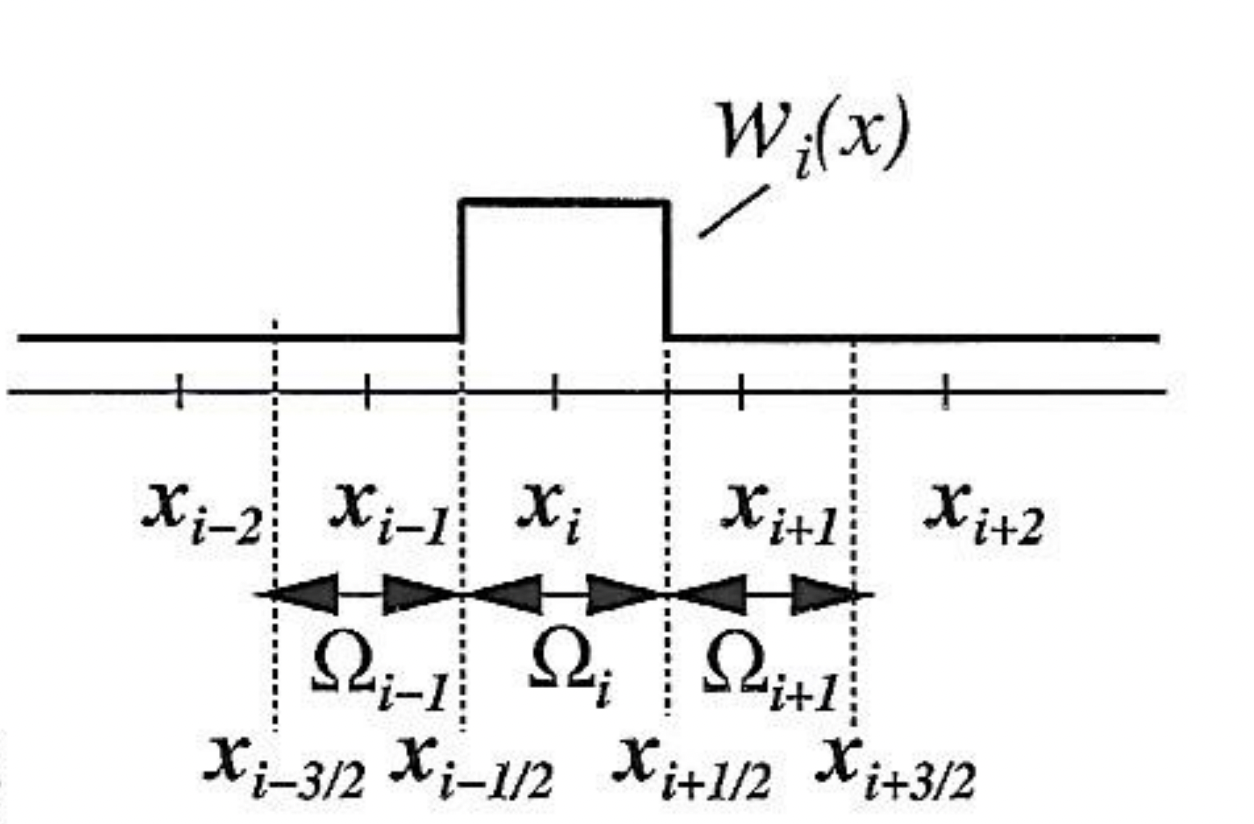 W_i(x)
x_{i-2} x_{i-1} x_i x_{i+1} x_{i+2}
Ω_{i-1} Ω_i Ω_{i+1}
x_{i-3/2} x_{i-1/2} x_{i+1/2} x_{i+3/2}